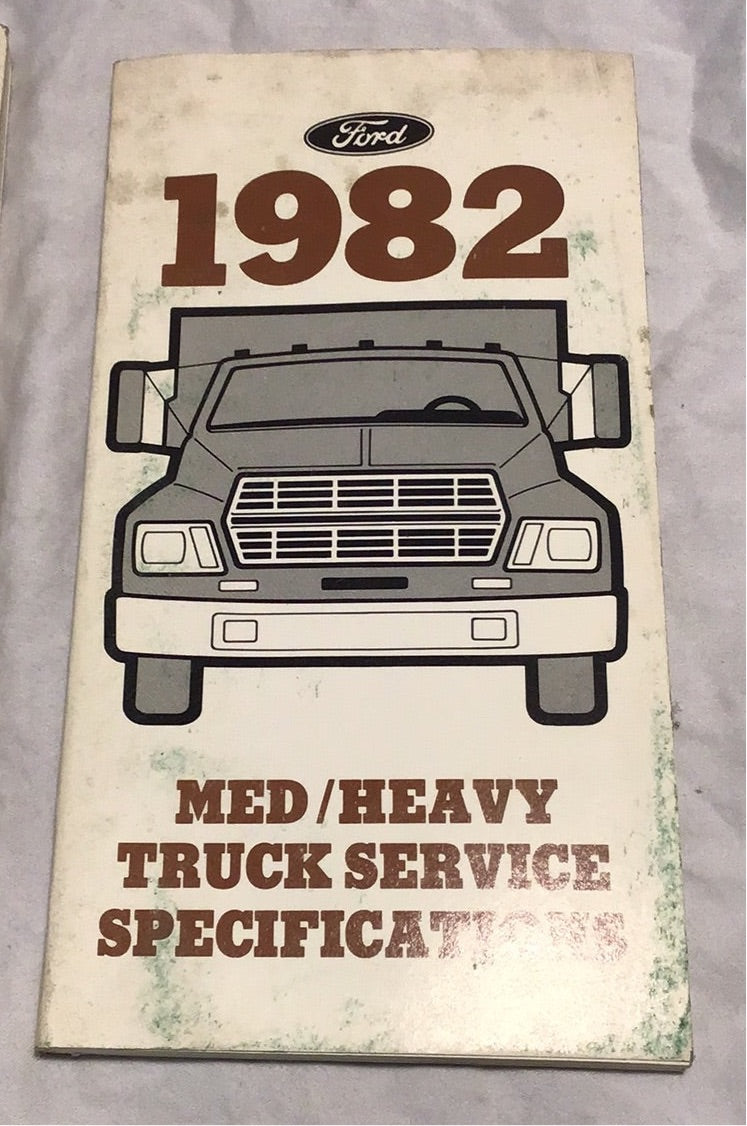 Ford
1982
MED/HEAVY
TRUCK SERVICE
SPECIFICATIONS